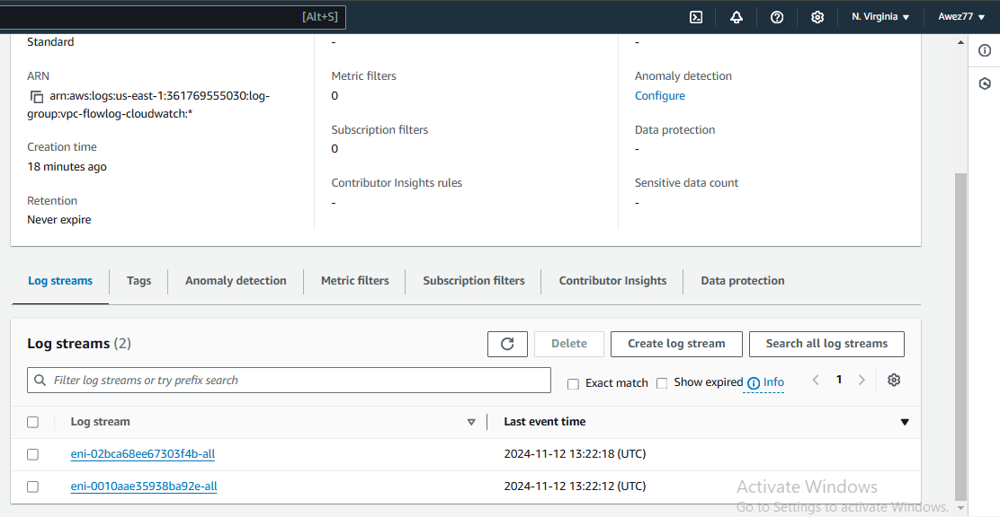 [Alt+S]
N. Virginia
Awez77
Standard
-
-
ARN
arn:aws:logs:us-east-1:361769555030:log-
group:vpc-flowlog-cloudwatch:*
Metric filters
0
Anomaly detection
Configure
Subscription filters
0
Data protection
-
Creation time
18 minutes ago
Contributor Insights rules
-
Sensitive data count
-
Retention
Never expire
Log streams
Tags
Anomaly detection
Metric filters
Subscription filters
Contributor Insights
Data protection
Log streams (2)
Delete
Create log stream
Search all log streams
Filter log streams or try prefix search
Exact match
Show expired
Info
1
Log stream
Last event time
eni-02bca68ee67303f4b-all
2024-11-12 13:22:18 (UTC)
eni-0010aae35938ba92e-all
2024-11-12 13:22:12 (UTC)
Activate Windows
Go to Settings to activate Windows.